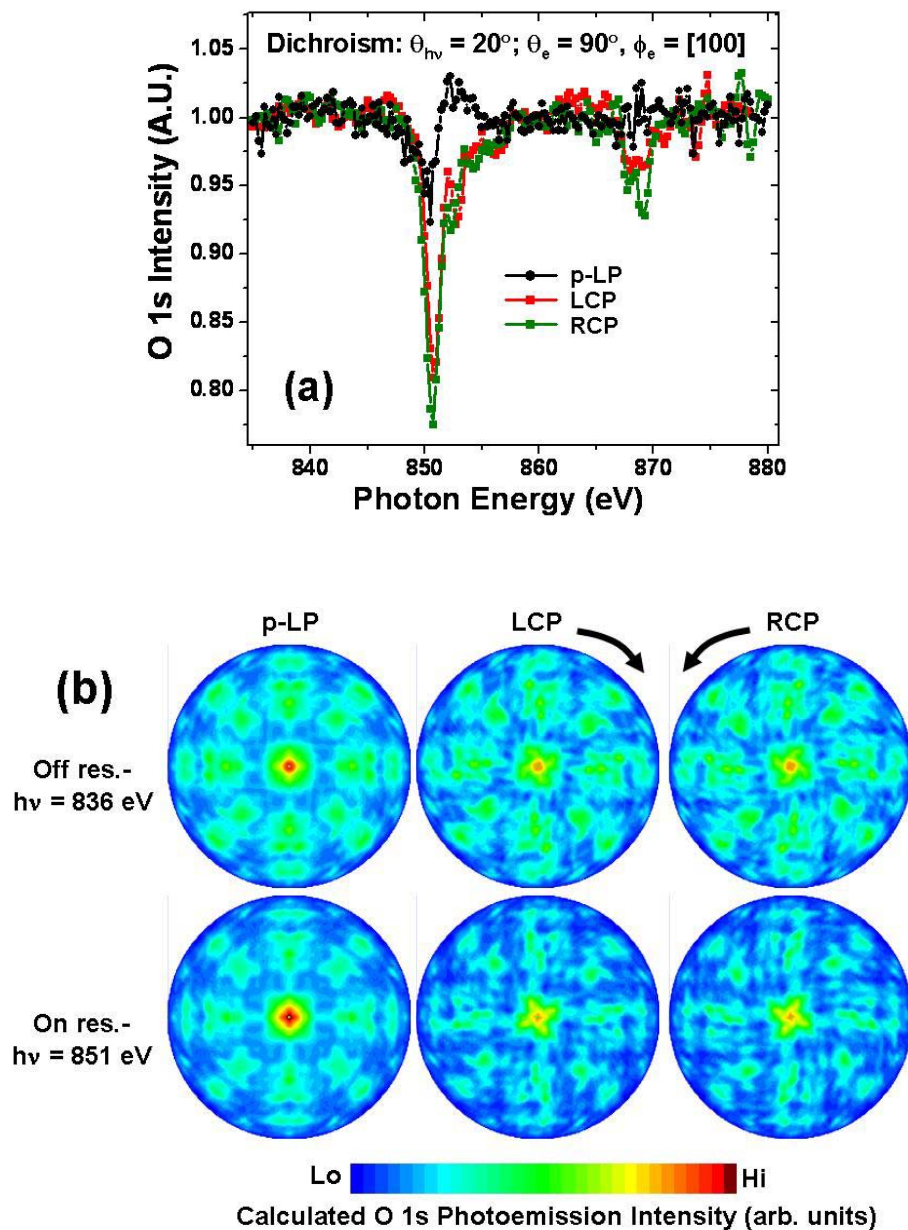 Dichroism: θhν = 20°; θe = 90°, ϕe = [100]
1.05
1.00
0.95
0.90
0.85
0.80
O 1s Intensity (A.U.)
p-LP
LCP
RCP
(a)
840
850
860
870
880
Photon Energy (eV)
p-LP
LCP
RCP
(b)
Off res.-
hν = 836 eV
On res.-
hν = 851 eV
Lo
Hi
Calculated O 1s Photoemission Intensity (arb. units)